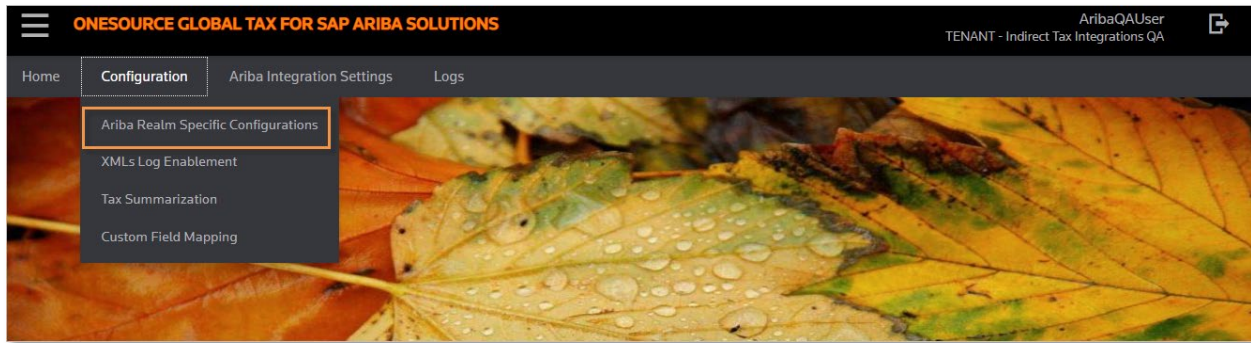 ONESOURCE GLOBAL TAX FOR SAP ARIBA SOLUTIONS
AribaQAUser
TENANT - Indirect Tax Integrations QA
Home Configuration Ariba Integration Settings Logs
Ariba Realm Specific Configurations
XMLs Log Enablement
Tax Summarization
Custom Field Mapping